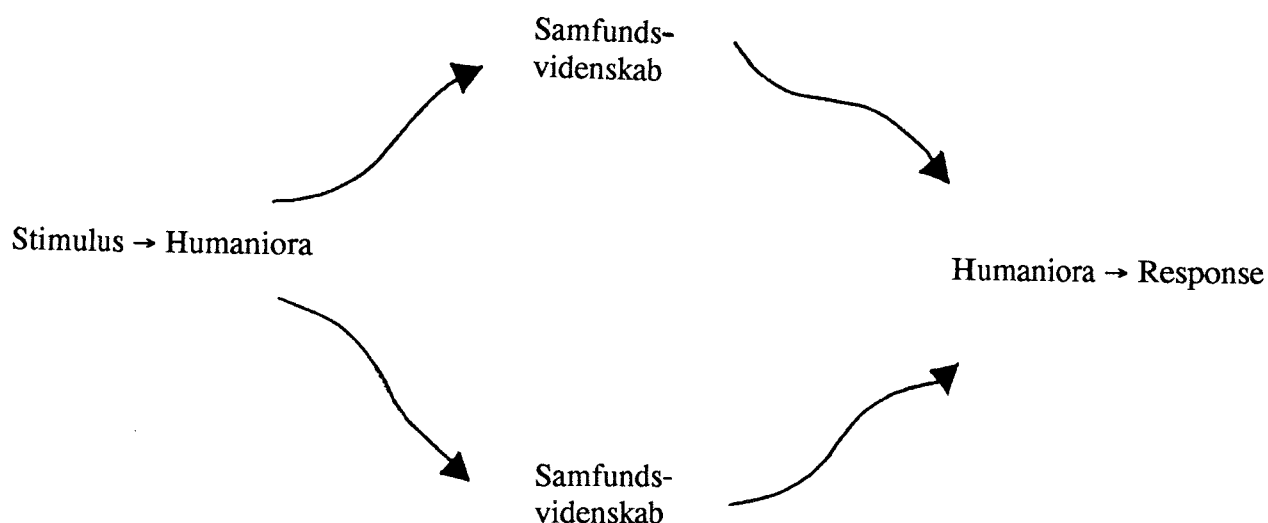 Samfunds-
videnskab
Stimulus → Humaniora
Humaniora → Response
Samfunds-
videnskab